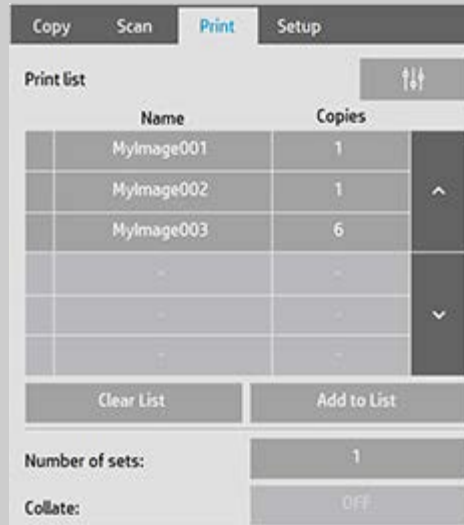 Copy Scan Print Setup
Print list
Name Copies
MyImage001 1
MyImage002 1
MyImage003 6
- -
- -
- -
Clear List Add to List
Number of sets: 1
Collate: OFF